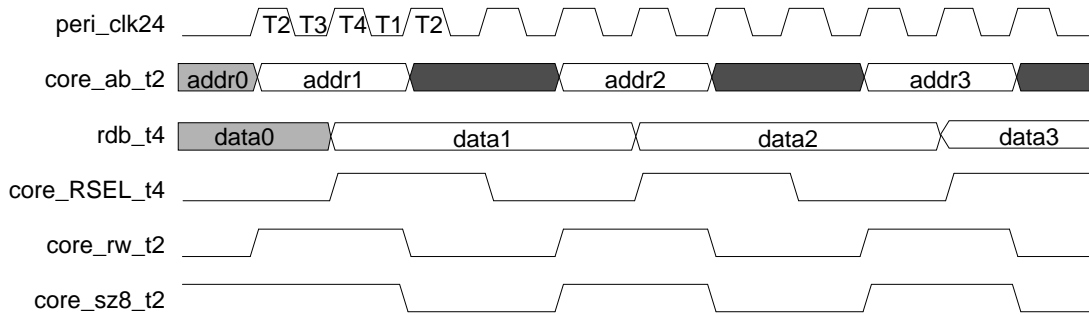 peri_clk24 T2 T3 T4 T1 T2
core_ab_t2 addr0 addr1 addr2 addr3
rdb_t4 data0 data1 data2 data3
core_RSEL_t4
core_rw_t2
core_sz8_t2